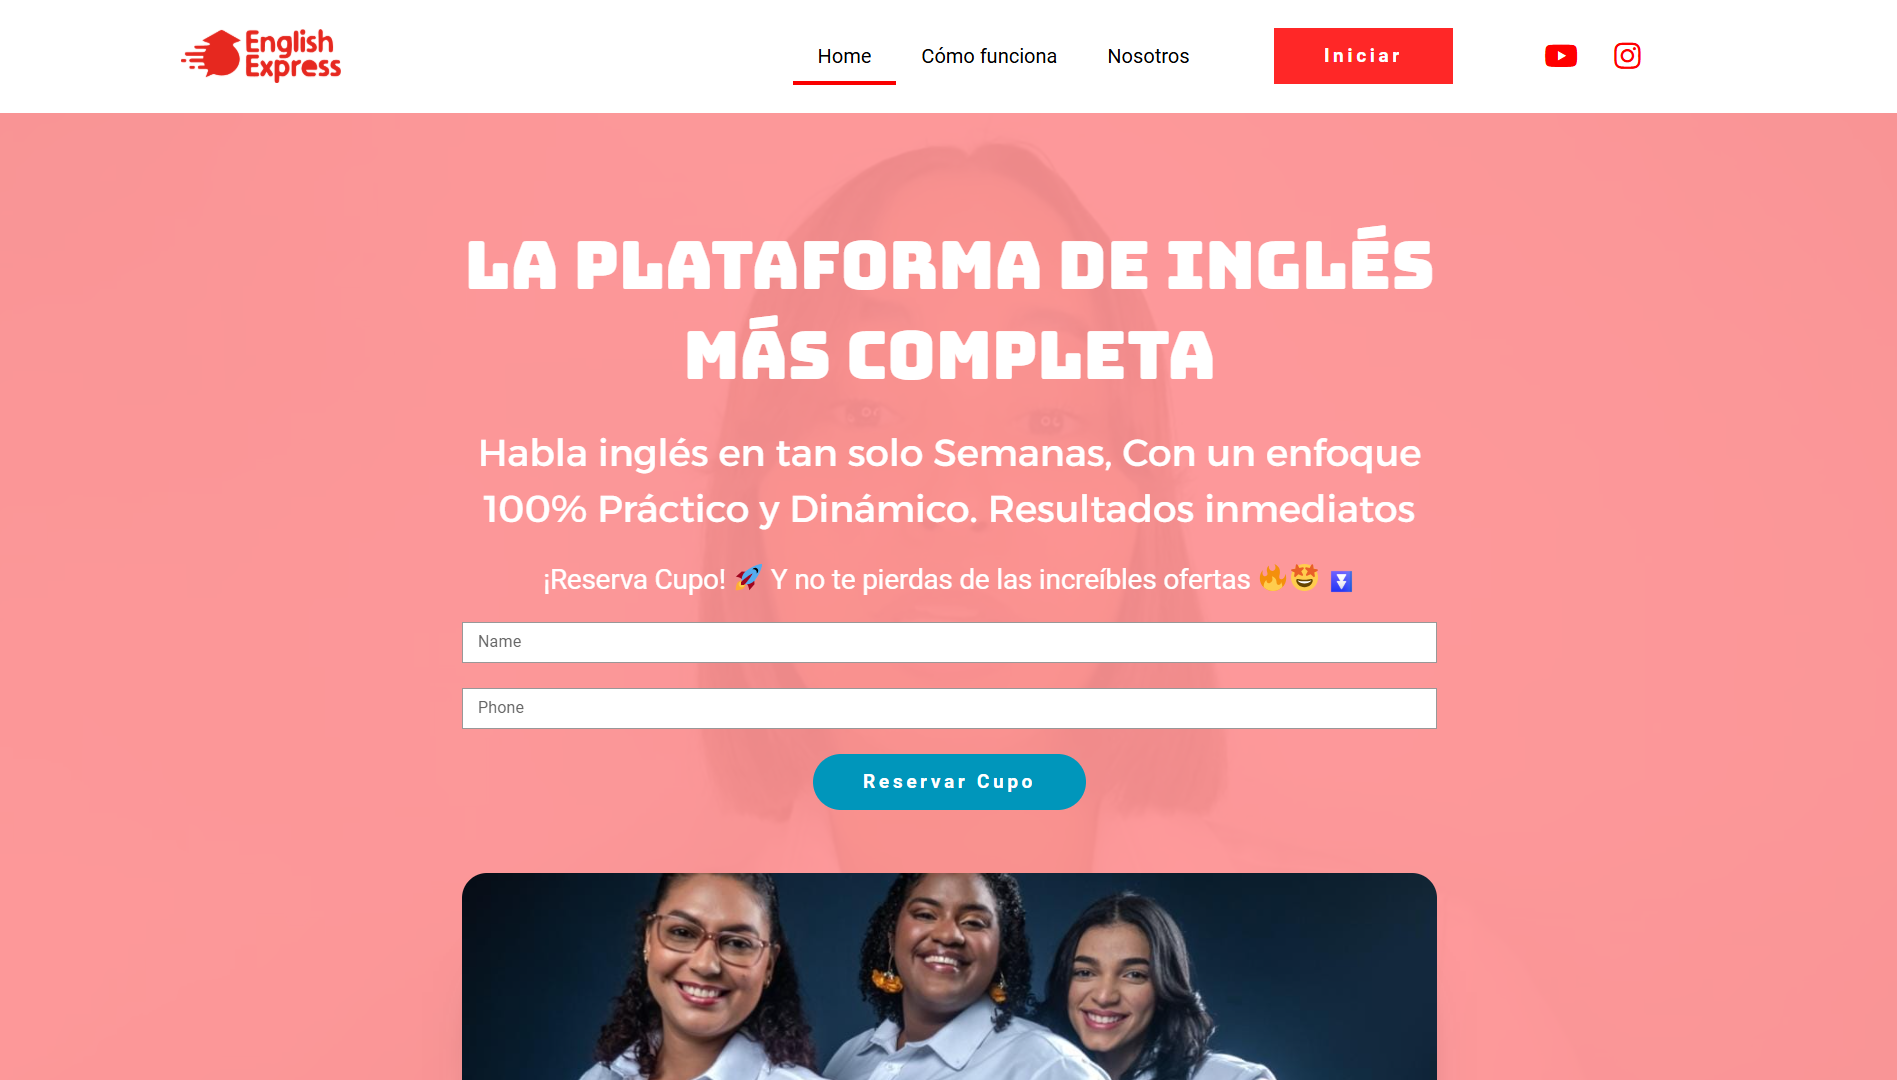 English
Express
Home
Cómo funciona
Nosotros
Iniciar
LA PLATAFORMA DE INGLÉS
MÁS COMPLETA
Habla inglés en tan solo Semanas, Con un enfoque
100% Práctico y Dinámico. Resultados inmediatos
¡Reserva Cupo! 🚀 Y no te pierdas de las increíbles ofertas 🔥🤩 ⏬
Name
Phone
Reservar Cupo